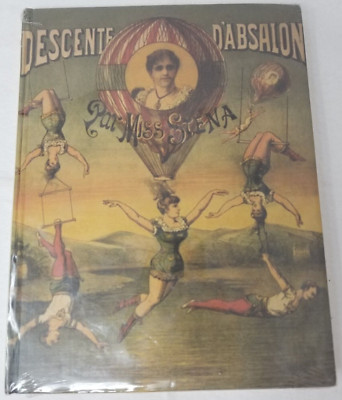 DESCENTE D'ABSALON
Par MISS STENA